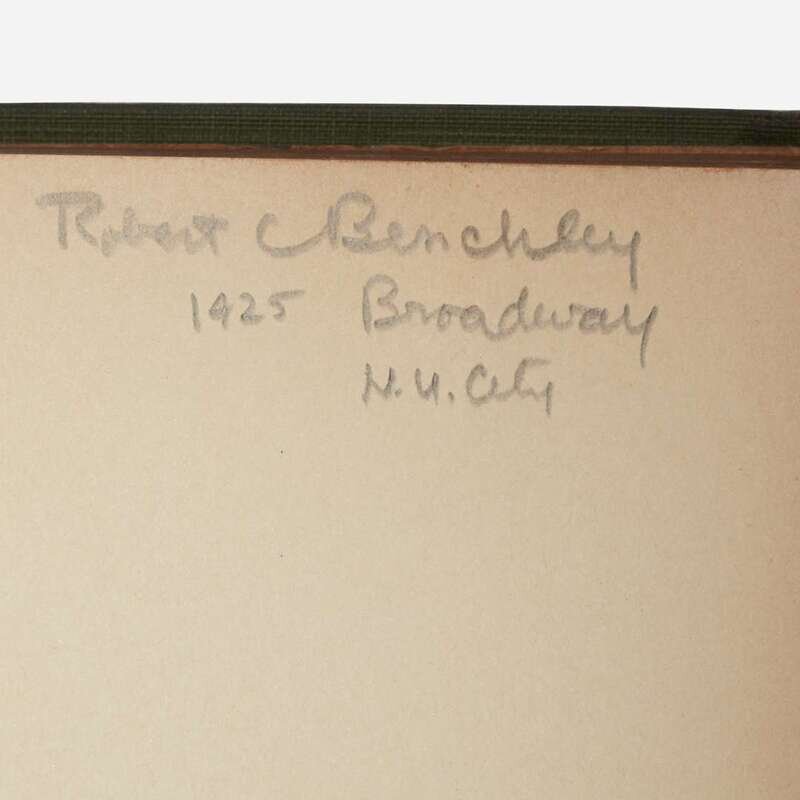 Robert C Benchley
1425 Broadway
N.Y. City